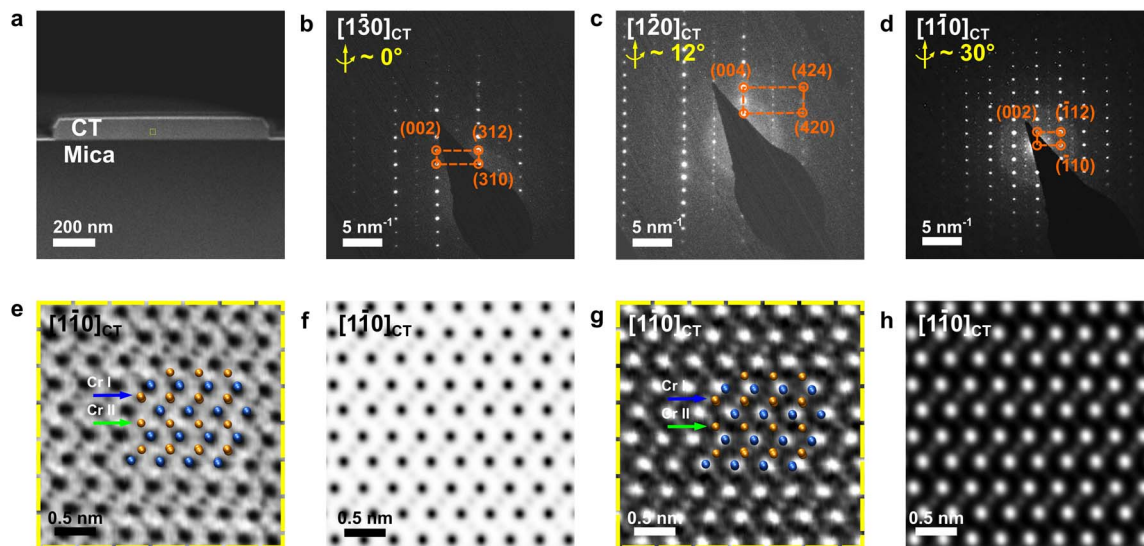 a
CT
Mica
200 nm
b
[13̄0]CT
~ 0°
(002)
(312)
(310)
5 nm⁻¹
c
[12̄0]CT
~ 12°
(004)
(424)
(420)
5 nm⁻¹
d
[11̄0]CT
~ 30°
(002)
(1̄12)
(1̄10)
5 nm⁻¹
e
[11̄0]CT
Cr I
Cr II
0.5 nm
f
[11̄0]CT
0.5 nm
g
[11̄0]CT
Cr I
Cr II
0.5 nm
h
[11̄0]CT
0.5 nm